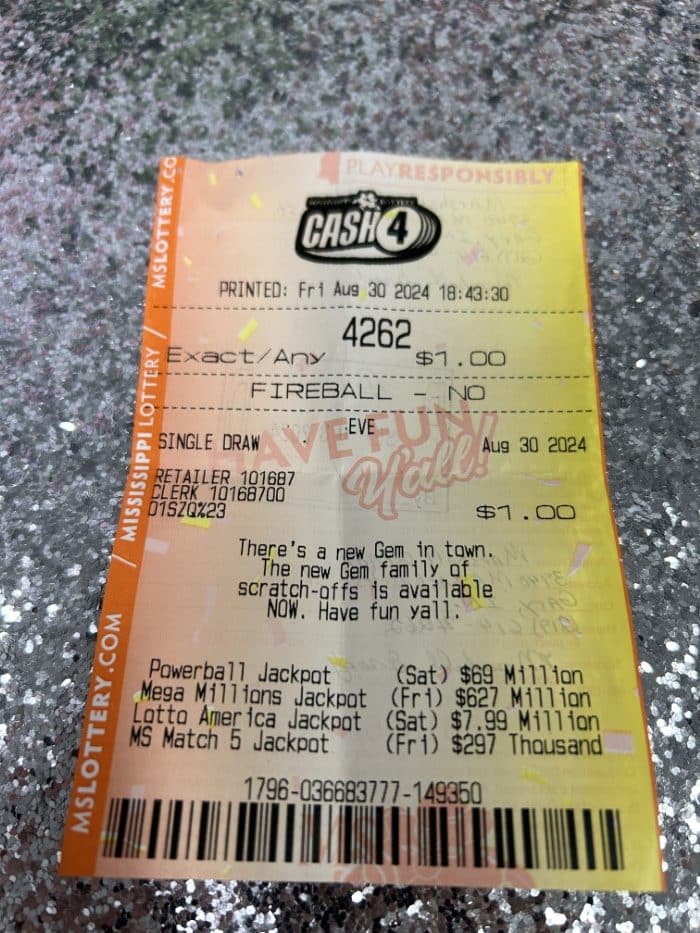 PLAYRESPONSIBLY
MISSISSIPPI LOTTERY
CASH 4
PRINTED: Fri Aug 30 2024 18:43:30
4262
Exact/Any $1.00
FIREBALL - NO
EVE
SINGLE DRAW Aug 30 2024
HAVE FUN
Y'all!
RETAILER 101687
CLERK 10168700
01SZQ%23 $1.00
There's a new Gem in town.
The new Gem family of
scratch-offs is available
NOW. Have fun yall.
Powerball Jackpot (Sat) $69 Million
Mega Millions Jackpot (Fri) $627 Million
Lotto America Jackpot (Sat) $7.99 Million
MS Match 5 Jackpot (Fri) $297 Thousand
1796-036683777-149350
MSLOTTERY.COM / MISSISSIPPI LOTTERY / MSLOTTERY.CO